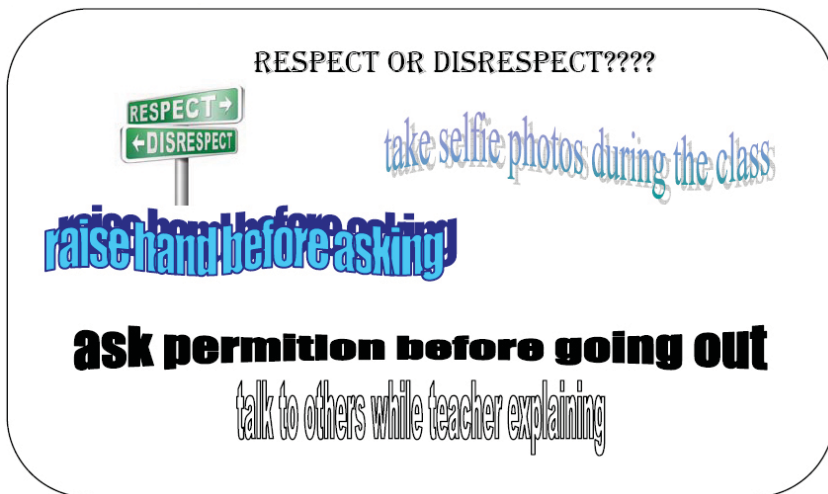 RESPECT OR DISRESPECT????
RESPECT→
←DISRESPECT
take selfie photos during the class
raise hand before asking
ask permition before going out
talk to others while teacher explaining